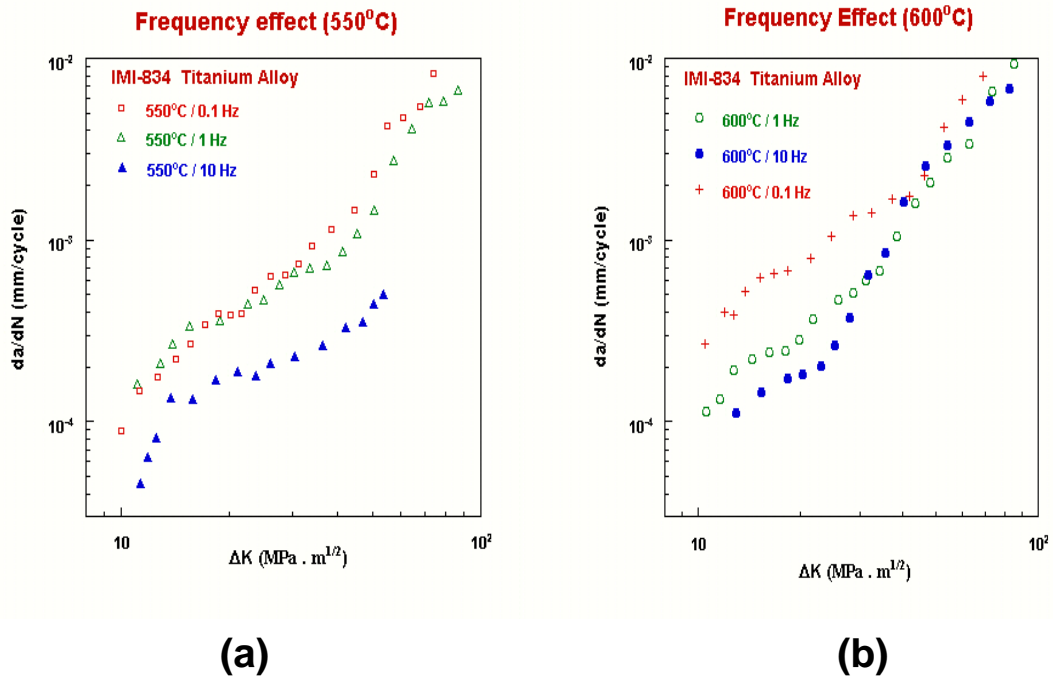 Frequency effect (550⁰C)
IMI-834 Titanium Alloy
550⁰C / 0.1 Hz
550⁰C / 1 Hz
550⁰C / 10 Hz
10⁻²
10⁻³
10⁻⁴
da/dN (mm/cycle)
10
10²
ΔK (MPa . m^1/2)
(a)
Frequency Effect (600⁰C)
IMI-834 Titanium Alloy
600⁰C / 1 Hz
600⁰C / 10 Hz
600⁰C / 0.1 Hz
10⁻²
10⁻³
10⁻⁴
da/dN (mm/cycle)
10
10²
ΔK (MPa . m^1/2)
(b)